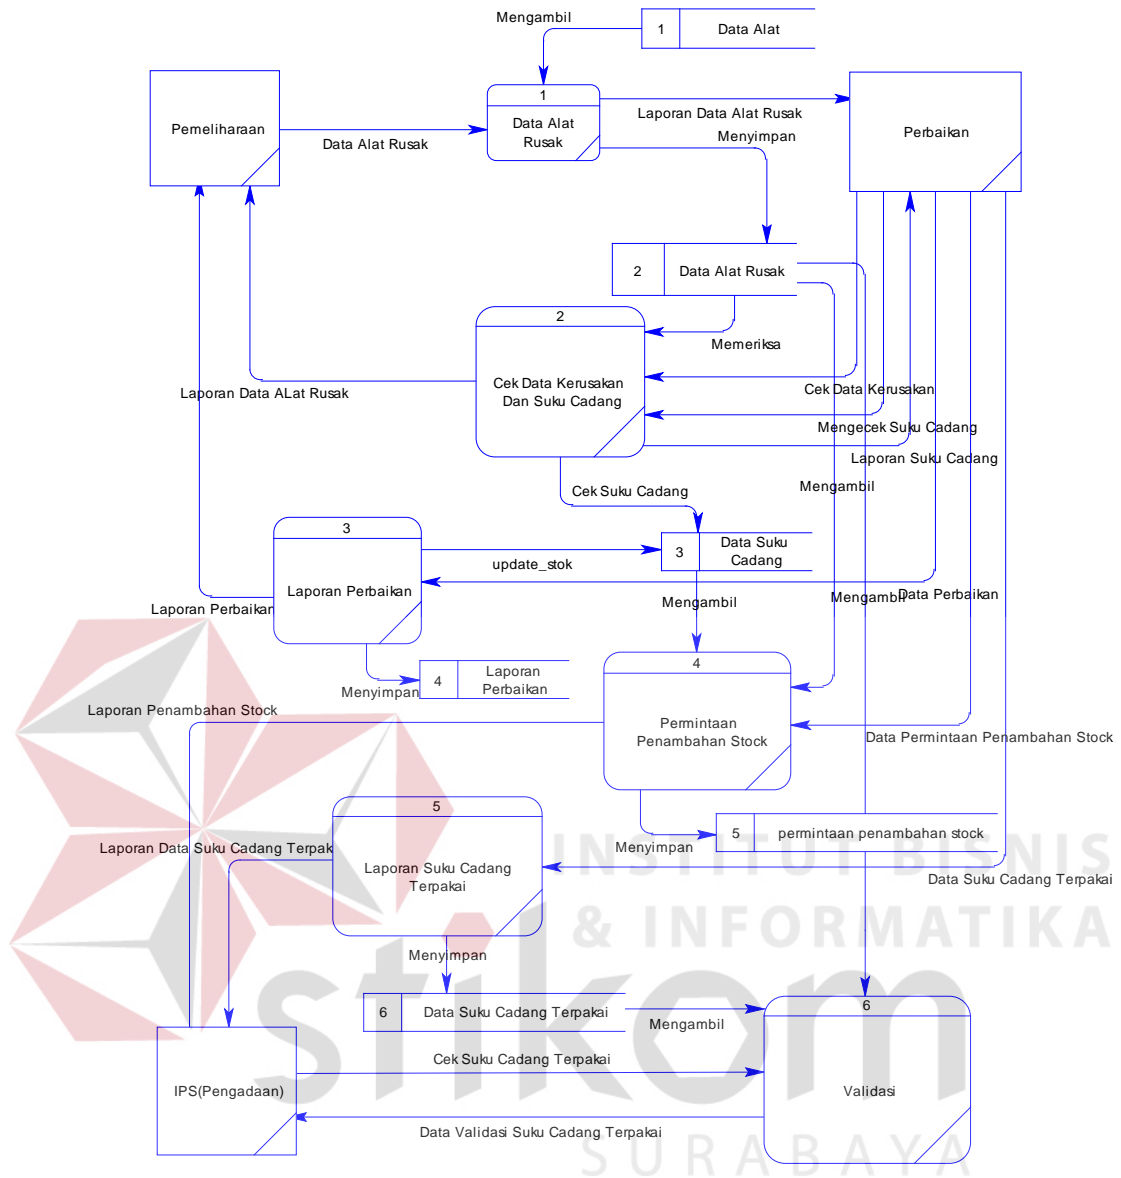 Mengambil
1
Data Alat
Pemeliharaan
Data Alat Rusak
1
Data Alat
Rusak
Laporan Data Alat Rusak
Menyimpan
Perbaikan
2
Data Alat Rusak
Memeriksa
2
Cek Data Kerusakan
Dan Suku Cadang
Laporan Data ALat Rusak
Cek Data Kerusakan
Mengecek Suku Cadang
Laporan Suku Cadang
Mengambil
Cek Suku Cadang
3
Laporan Perbaikan
update_stok
3
Data Suku
Cadang
Laporan Perbaikan
Mengambil
Mengambil
Data Perbaikan
Menyimpan
4
Laporan
Perbaikan
4
Permintaan
Penambahan Stock
Laporan Penambahan Stock
Data Permintaan Penambahan Stock
5
Laporan Suku Cadang
Terpakai
Menyimpan
5
permintaan penambahan stock
Laporan Data Suku Cadang Terpak
Data Suku Cadang Terpakai
Menyimpan
6
Data Suku Cadang Terpakai
Mengambil
6
Validasi
IPS(Pengadaan)
Cek Suku Cadang Terpakai
Data Validasi Suku Cadang Terpakai
INSTITUT BISNIS
& INFORMATIKA
stikom
SURABAYA